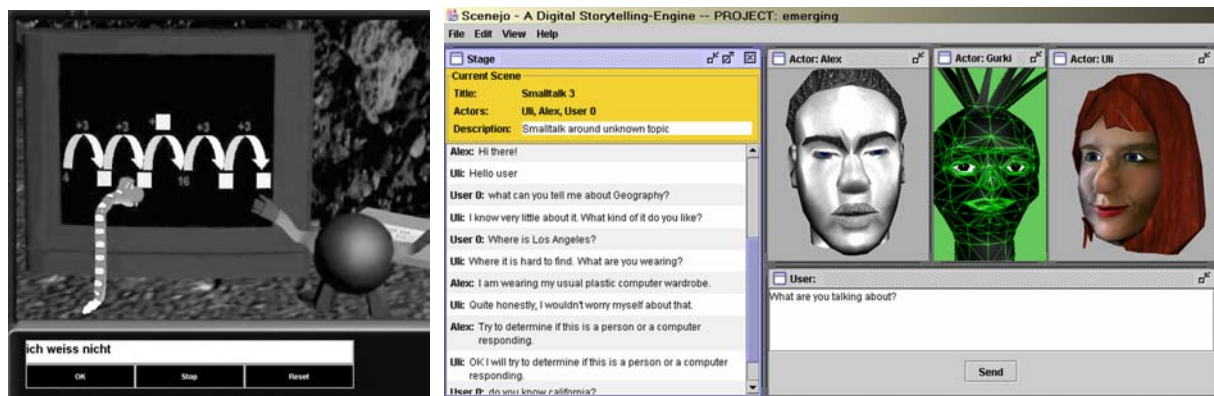 +3 +3 + +3 +3
4 16
ich weiss nicht
OK Stop Reset
Scenejo - A Digital Storytelling-Engine -- PROJECT: emerging
File Edit View Help
Stage
Current Scene
Title: Smalltalk 3
Actors: Uli, Alex, User 0
Description: Smalltalk around unknown topic
Alex: Hi there!
Uli: Hello user
User 0: what can you tell me about Geography?
Uli: I know very little about it. What kind of it do you like?
User 0: Where is Los Angeles?
Uli: Where it is hard to find. What are you wearing?
Alex: I am wearing my usual plastic computer wardrobe.
Uli: Quite honestly, I wouldn't worry myself about that.
Alex: Try to determine if this is a person or a computer
responding.
Uli: OK I will try to determine if this is a person or a computer
responding.
User 0: do you know california?
Actor: Alex
Actor: Gurki
Actor: Uli
User:
What are you talking about?
Send